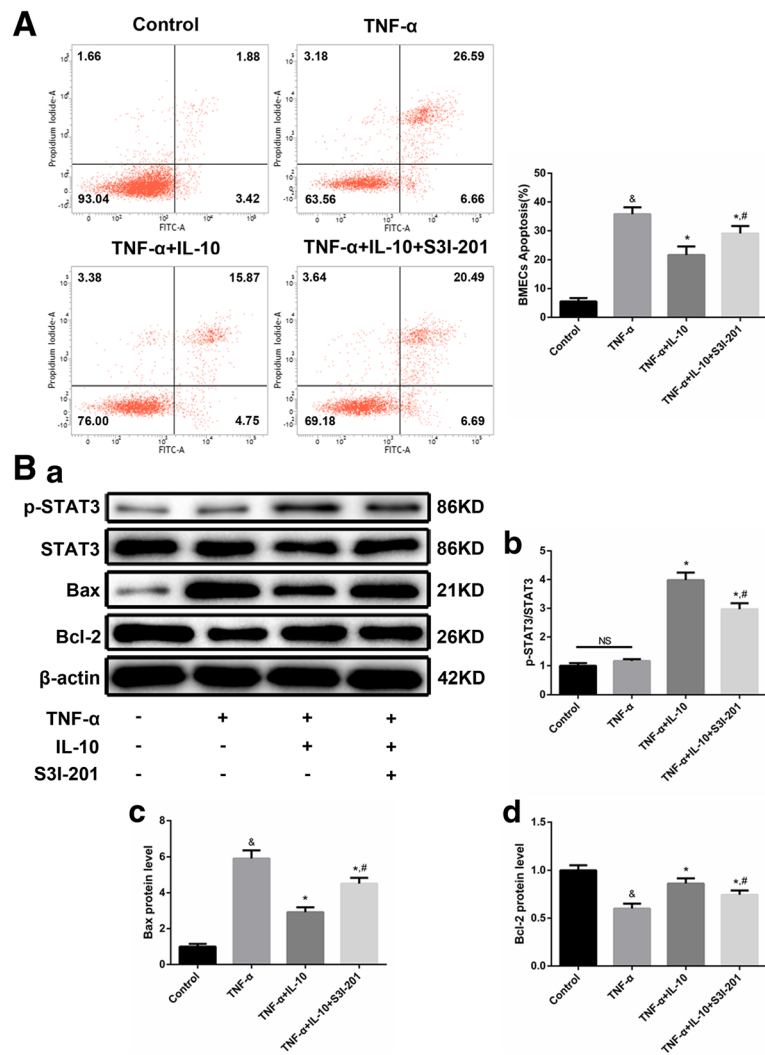 A
Control
TNF-α
1.66
1.88
3.18
26.59
Propidium Iodide-A
Propidium Iodide-A
93.04
3.42
63.56
6.66
FITC-A
FITC-A
TNF-α+IL-10
TNF-α+IL-10+S3I-201
3.38
15.87
3.64
20.49
Propidium Iodide-A
Propidium Iodide-A
76.00
4.75
69.18
6.69
FITC-A
FITC-A
BMECs Apoptosis(%)
50
40
30
20
10
0
&
*
*,#
Control
TNF-α
TNF-α+IL-10
TNF-α+IL-10+S3I-201
B a
p-STAT3 86KD
STAT3 86KD
Bax 21KD
Bcl-2 26KD
β-actin 42KD
TNF-α - + + +
IL-10 - - + +
S3I-201 - - - +
b
p-STAT3/STAT3
5
4
3
2
1
0
NS
*
*,#
Control
TNF-α
TNF-α+IL-10
TNF-α+IL-10+S3I-201
c
Bax protein level
8
6
4
2
0
&
*
*,#
Control
TNF-α
TNF-α+IL-10
TNF-α+IL-10+S3I-201
d
Bcl-2 protein level
1.5
1.0
0.5
0.0
&
*
*,#
Control
TNF-α
TNF-α+IL-10
TNF-α+IL-10+S3I-201